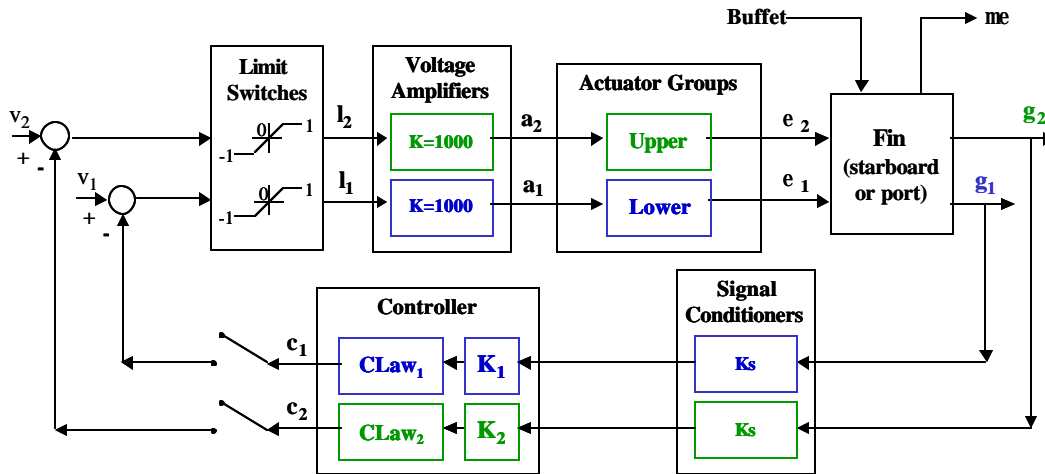 Buffet
me
Limit
Switches
Voltage
Amplifiers
Actuator Groups
v2
+
-
0
1
-1
l2
K=1000
a2
Upper
e 2
Fin
(starboard
or port)
g2
v1
+
-
0
1
-1
l1
K=1000
a1
Lower
e 1
g1
Controller
Signal
Conditioners
c1
CLaw1
K1
Ks
c2
CLaw2
K2
Ks